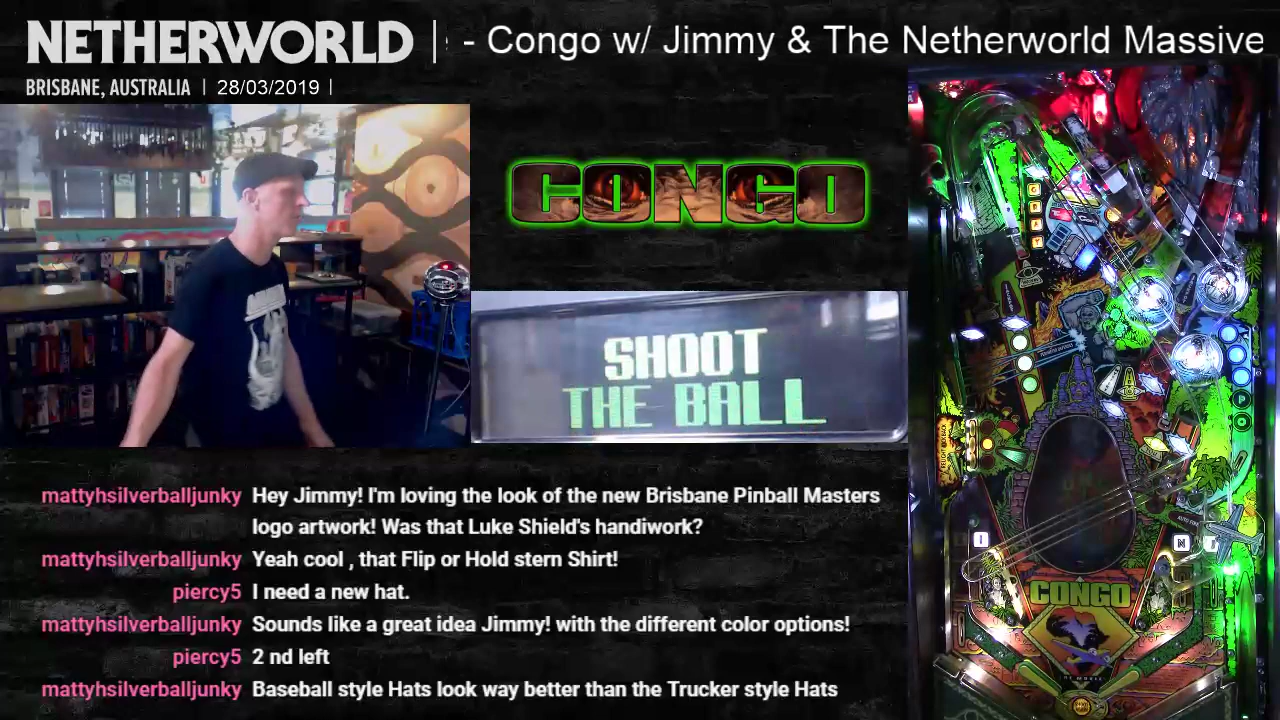 NETHERWORLD
- Congo w/ Jimmy & The Netherworld Massive
BRISBANE, AUSTRALIA | 28/03/2019 |
CONGO
SHOOT
THE BALL
mattyhsilverballjunky Hey Jimmy! I'm loving the look of the new Brisbane Pinball Masters
logo artwork! Was that Luke Shield's handiwork?
mattyhsilverballjunky Yeah cool , that Flip or Hold stern Shirt!
piercy5 I need a new hat.
mattyhsilverballjunky Sounds like a great idea Jimmy! with the different color options!
piercy5 2 nd left
mattyhsilverballjunky Baseball style Hats look way better than the Trucker style Hats
I
N
CONGO